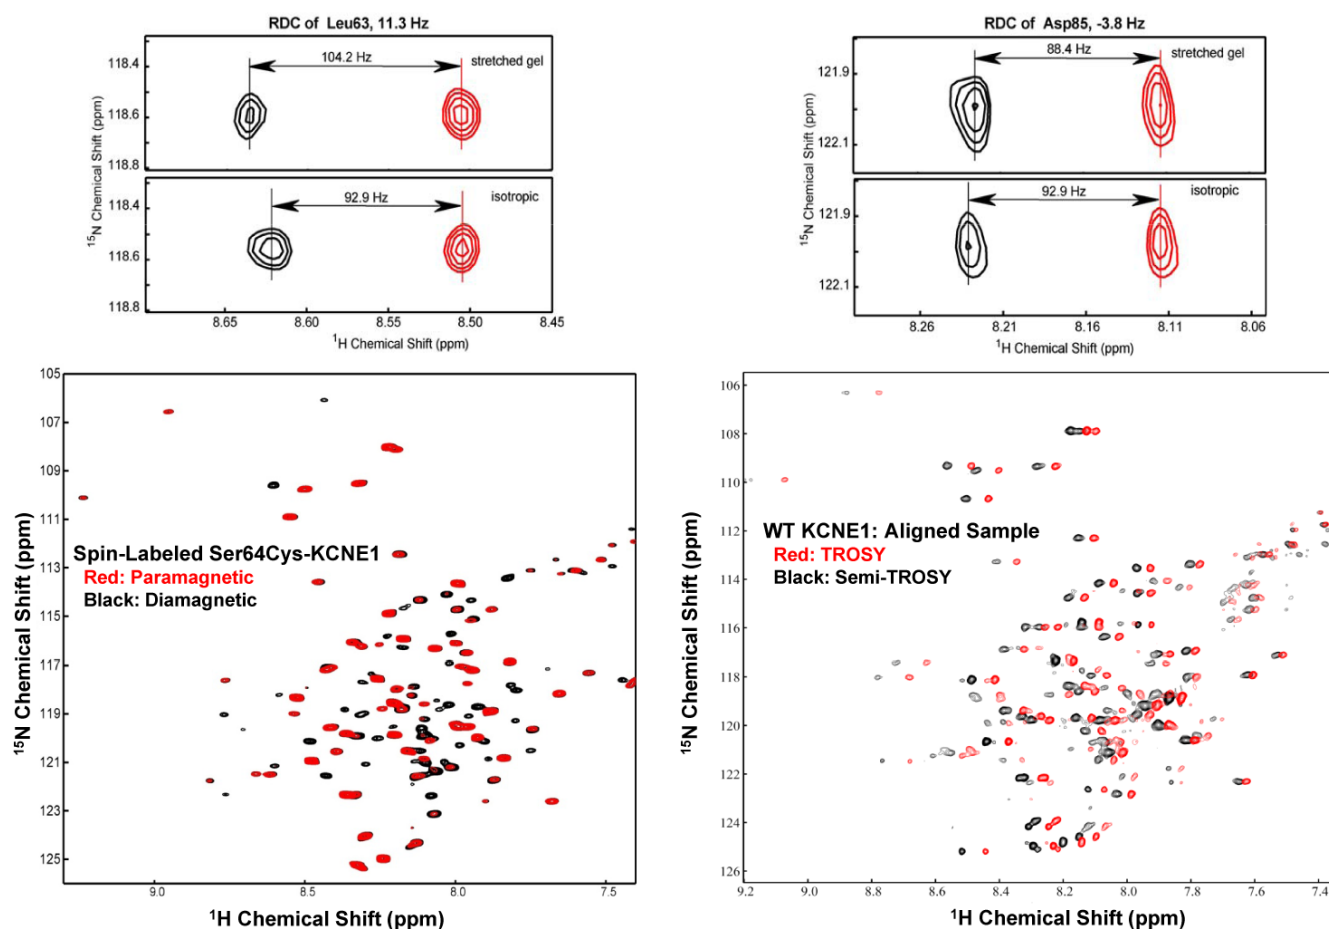 RDC of Leu63, 11.3 Hz
104.2 Hz
stretched gel
118.4
118.6
118.8
92.9 Hz
isotropic
118.4
118.6
118.8
15N Chemical Shift (ppm)
8.65 8.60 8.55 8.50 8.45
1H Chemical Shift (ppm)
RDC of Asp85, -3.8 Hz
88.4 Hz
stretched gel
121.9
122.1
92.9 Hz
isotropic
121.9
122.1
15N Chemical Shift (ppm)
8.26 8.21 8.16 8.11 8.06
1H Chemical Shift (ppm)
105
107
109
111
113
115
117
119
121
123
125
15N Chemical Shift (ppm)
Spin-Labeled Ser64Cys-KCNE1
Red: Paramagnetic
Black: Diamagnetic
9.0 8.5 8.0 7.5
1H Chemical Shift (ppm)
106
108
110
112
114
116
118
120
122
124
126
15N Chemical Shift (ppm)
WT KCNE1: Aligned Sample
Red: TROSY
Black: Semi-TROSY
9.2 9.0 8.8 8.6 8.4 8.2 8.0 7.8 7.6 7.4
1H Chemical Shift (ppm)